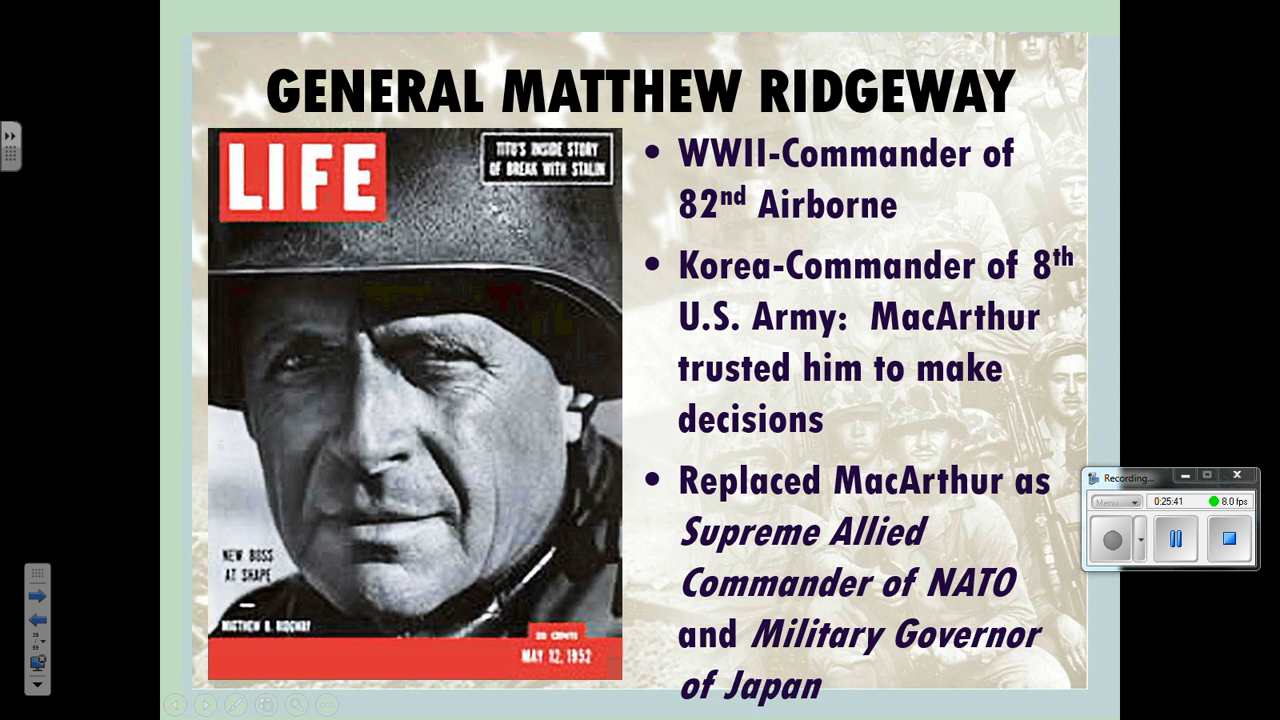 GENERAL MATTHEW RIDGEWAY
LIFE
TITO'S INSIDE STORY
OF BREAK WITH STALIN
NEW BOSS
AT SHAPE
MATTHEW B. RIDGWAY
20 CENTS
MAY 12, 1952
• WWII-Commander of
82nd Airborne
• Korea-Commander of 8th
U.S. Army: MacArthur
trusted him to make
decisions
• Replaced MacArthur as
Supreme Allied
Commander of NATO
and Military Governor
of Japan
Recording...
Menu
0:25:41
8.0 fps